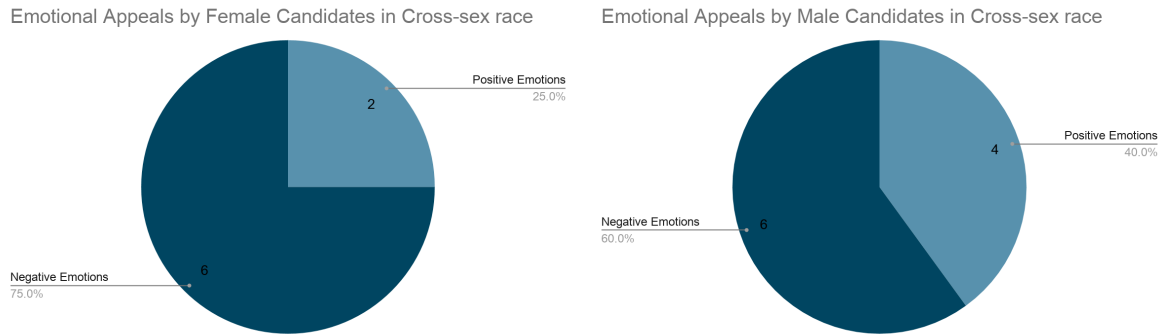 Emotional Appeals by Female Candidates in Cross-sex race
Positive Emotions
25.0%
2
6
Negative Emotions
75.0%
Emotional Appeals by Male Candidates in Cross-sex race
Positive Emotions
40.0%
4
Negative Emotions
60.0%
6